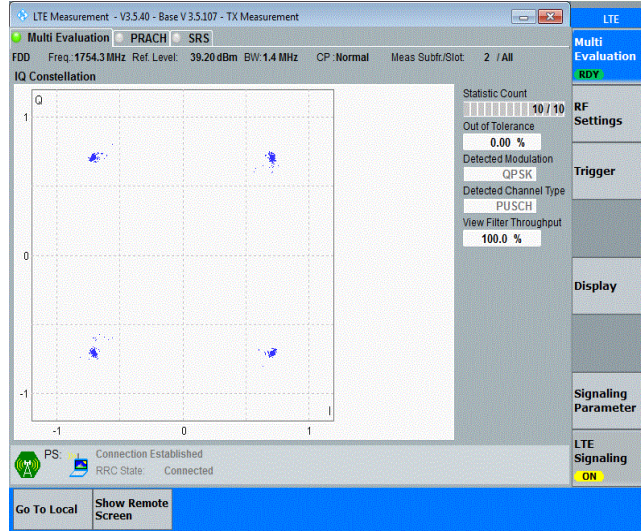 LTE Measurement - V3.5.40 - Base V 3.5.107 - TX Measurement
LTE
Multi Evaluation PRACH SRS
Multi
Evaluation
RDY
FDD Freq.:1754.3 MHz Ref. Level: 39.20 dBm BW:1.4 MHz CP :Normal Meas Subfr./Slot: 2 / All
IQ Constellation
Q
1
0
-1
-1
0
1
I
Statistic Count
10 / 10
Out of Tolerance
0.00 %
Detected Modulation
QPSK
Detected Channel Type
PUSCH
View Filter Throughput
100.0 %
RF
Settings
Trigger
Display
Signaling
Parameter
LTE
Signaling
ON
PS: Connection Established
RRC State: Connected
Go To Local
Show Remote
Screen